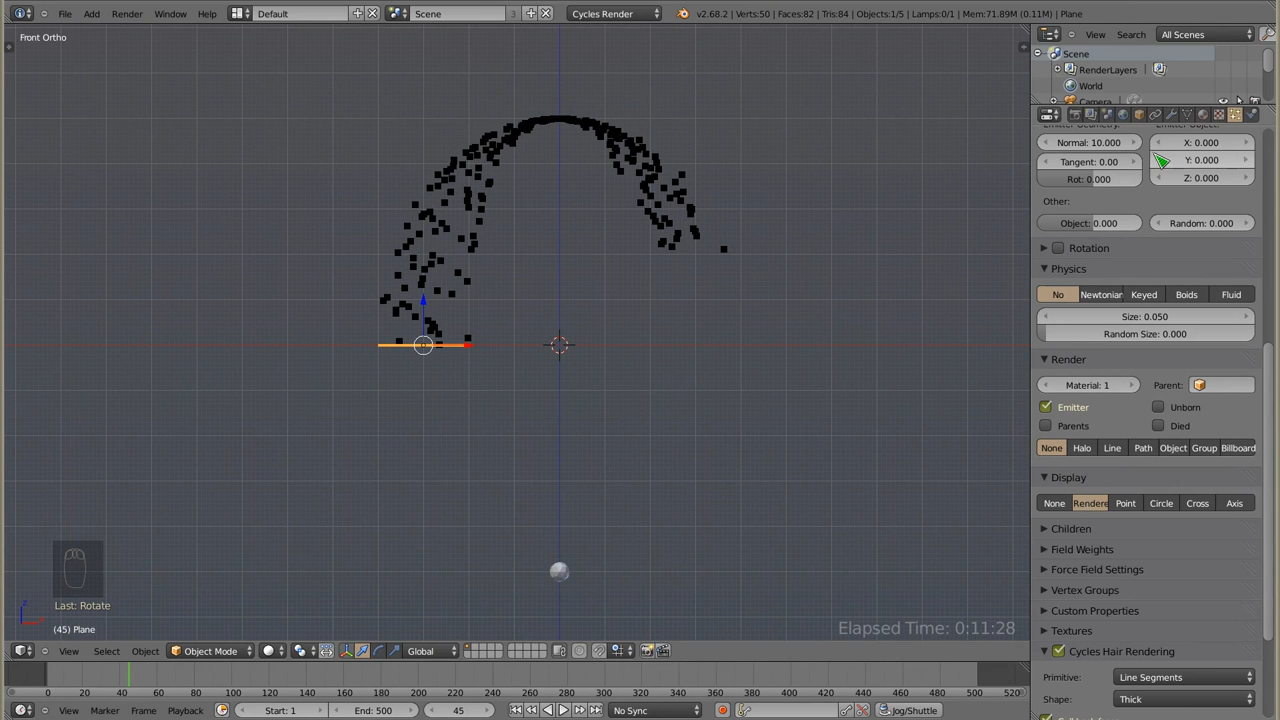 File Add Render Window Help Default Scene 3 Cycles Render v2.68.2 | Verts:50 | Faces:82 | Tris:84 | Objects:1/5 | Lamps:0/1 | Mem:71.89M (0.11M) | Plane
Front Ortho
View Search All Scenes
Scene
RenderLayers
World
Camera
Emitter Geometry: Emitter Object:
Normal: 10.000 X: 0.000
Tangent: 0.00 Y: 0.000
Rot: 0.000 Z: 0.000
Other:
Object: 0.000 Random: 0.000
Rotation
Physics
No Newtonian Keyed Boids Fluid
Size: 0.050
Random Size: 0.000
Render
Material: 1 Parent:
Emitter Unborn
Parents Died
None Halo Line Path Object Group Billboard
Display
None Rendere Point Circle Cross Axis
Children
Field Weights
Force Field Settings
Vertex Groups
Custom Properties
Textures
Cycles Hair Rendering
Primitive: Line Segments
Shape: Thick
Last: Rotate
(45) Plane
Elapsed Time: 0:11:28
View Select Object Object Mode Global
0 20 40 60 80 100 120 140 160 180 200 220 240 260 280 300 320 340 360 380 400 420 440 460 480 500 520
View Marker Frame Playback Start: 1 End: 500 45 No Sync Jog/Shuttle